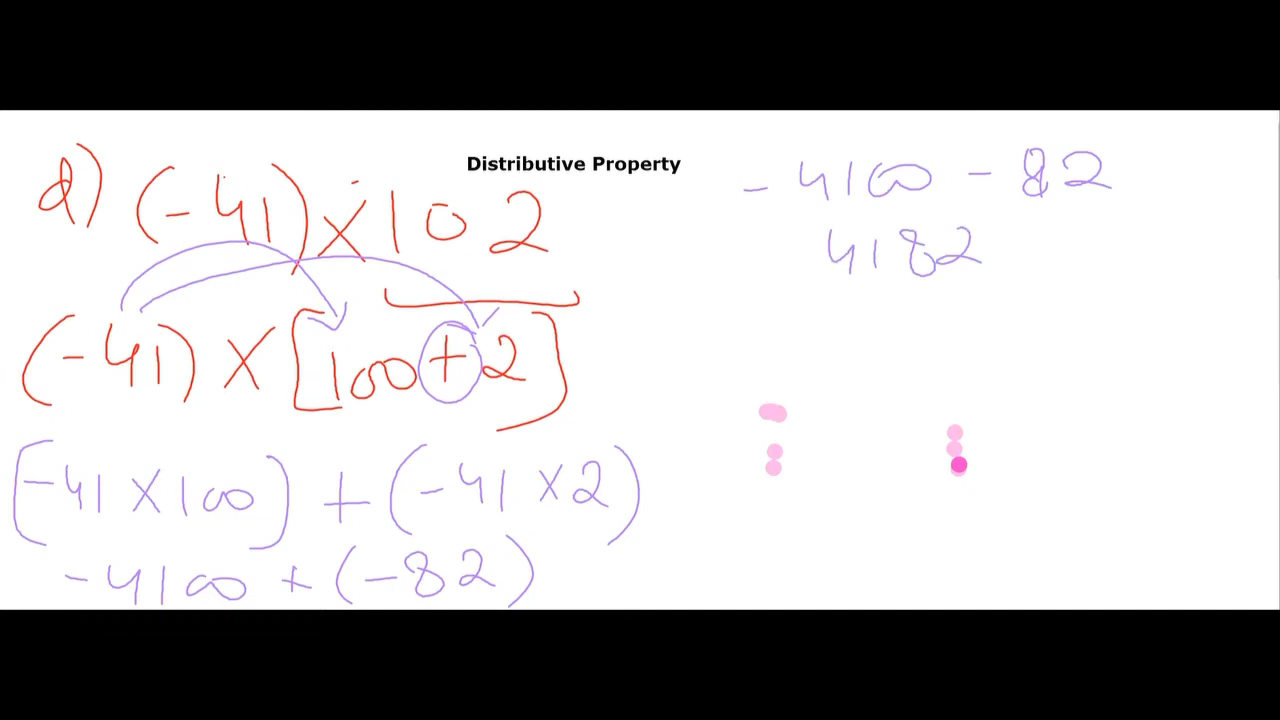 Distributive Property
d) (-41) × 102
(-41) × [100 + 2]
[-41 × 100] + (-41 × 2)
-4100 + (-82)
- 4100 - 82
4182